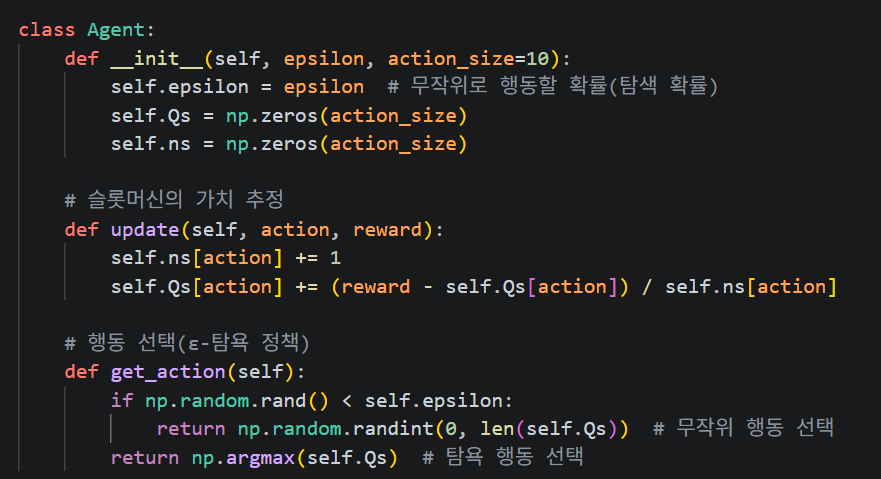 class Agent:
    def __init__(self, epsilon, action_size=10):
        self.epsilon = epsilon  # 무작위로 행동할 확률(탐색 확률)
        self.Qs = np.zeros(action_size)
        self.ns = np.zeros(action_size)

    # 슬롯머신의 가치 추정
    def update(self, action, reward):
        self.ns[action] += 1
        self.Qs[action] += (reward - self.Qs[action]) / self.ns[action]

    # 행동 선택(ε-탐욕 정책)
    def get_action(self):
        if np.random.rand() < self.epsilon:
            return np.random.randint(0, len(self.Qs))  # 무작위 행동 선택
        return np.argmax(self.Qs)  # 탐욕 행동 선택